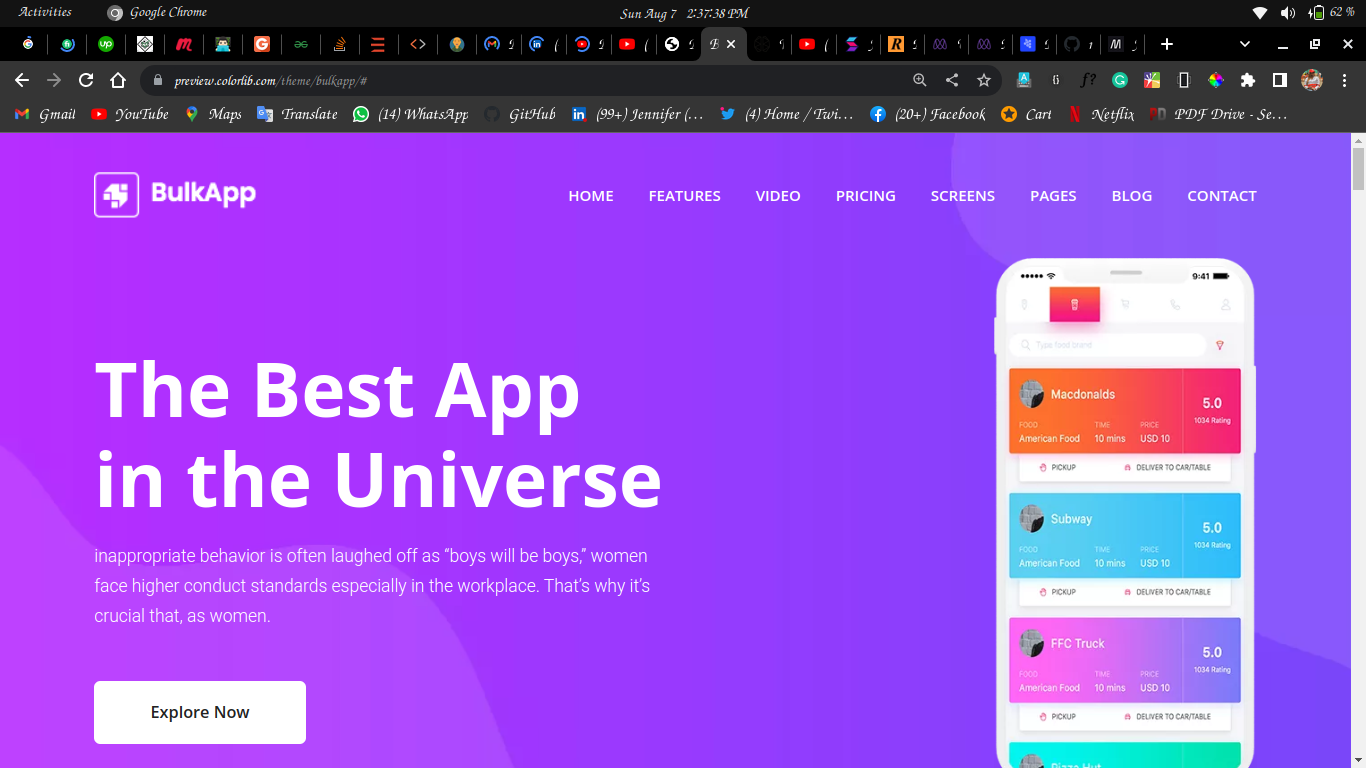 Activities
Google Chrome
Sun Aug 7 2:37:38 PM
62 %
preview.colorlib.com/theme/bulkapp/#
Gmail
YouTube
Maps
Translate
(14) WhatsApp
GitHub
(99+) Jennifer (...
(4) Home / Twi...
(20+) Facebook
Cart
Netflix
PDF Drive - Se...
BulkApp
HOME
FEATURES
VIDEO
PRICING
SCREENS
PAGES
BLOG
CONTACT
The Best App
in the Universe
inappropriate behavior is often laughed off as “boys will be boys,” women
face higher conduct standards especially in the workplace. That’s why it’s
crucial that, as women.
Explore Now
9:41
Type food brand
Macdonalds
5.0
1034 Rating
FOOD TIME PRICE
American Food 10 mins USD 10
PICKUP DELIVER TO CAR/TABLE
Subway
5.0
1034 Rating
FOOD TIME PRICE
American Food 10 mins USD 10
PICKUP DELIVER TO CAR/TABLE
FFC Truck
5.0
1034 Rating
FOOD TIME PRICE
American Food 10 mins USD 10
PICKUP DELIVER TO CAR/TABLE
Pizza Hut